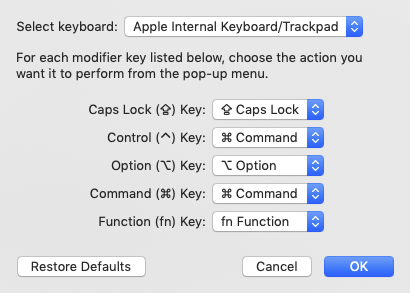 Select keyboard: Apple Internal Keyboard/Trackpad
For each modifier key listed below, choose the action you
want it to perform from the pop-up menu.
Caps Lock (⇪) Key: ⇪ Caps Lock
Control (^) Key: ⌘ Command
Option (⌥) Key: ⌥ Option
Command (⌘) Key: ⌘ Command
Function (fn) Key: fn Function
Restore Defaults Cancel OK